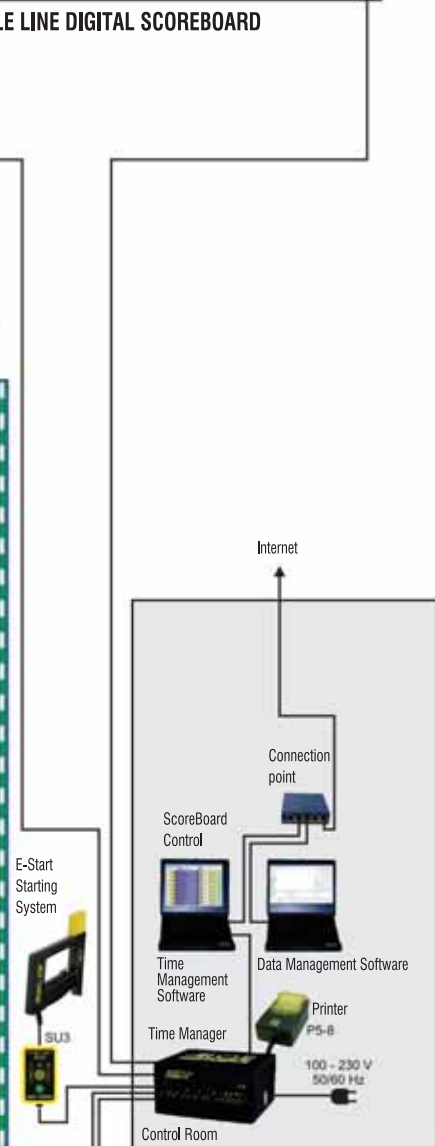 LE LINE DIGITAL SCOREBOARD
Internet
Connection
point
ScoreBoard
Control
E-Start
Starting
System
Time
Management
Software
Data Management Software
Printer
P5-8
SU3
Time Manager
100 - 230 V
50/60 Hz
Control Room